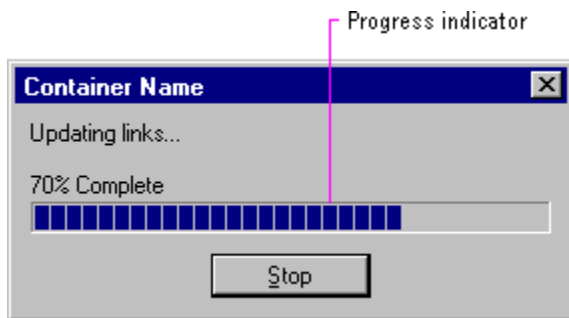 Progress indicator
Container Name
Updating links...
70% Complete
Stop